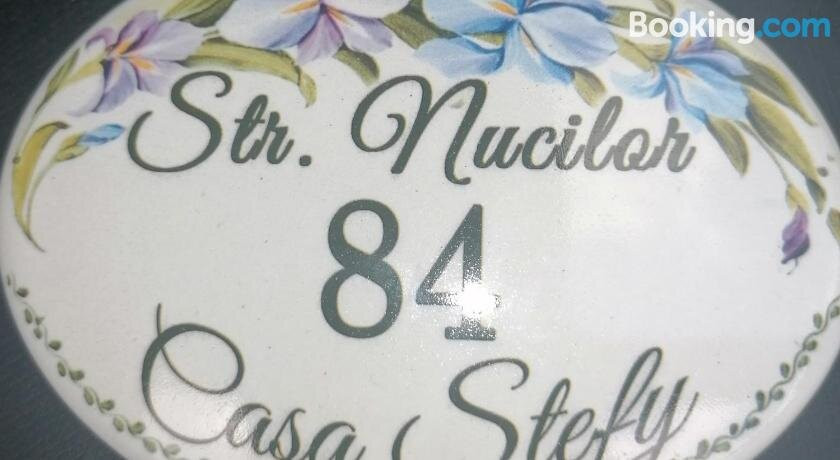 Booking.com
Str. Nucilor
84
Casa Stefy